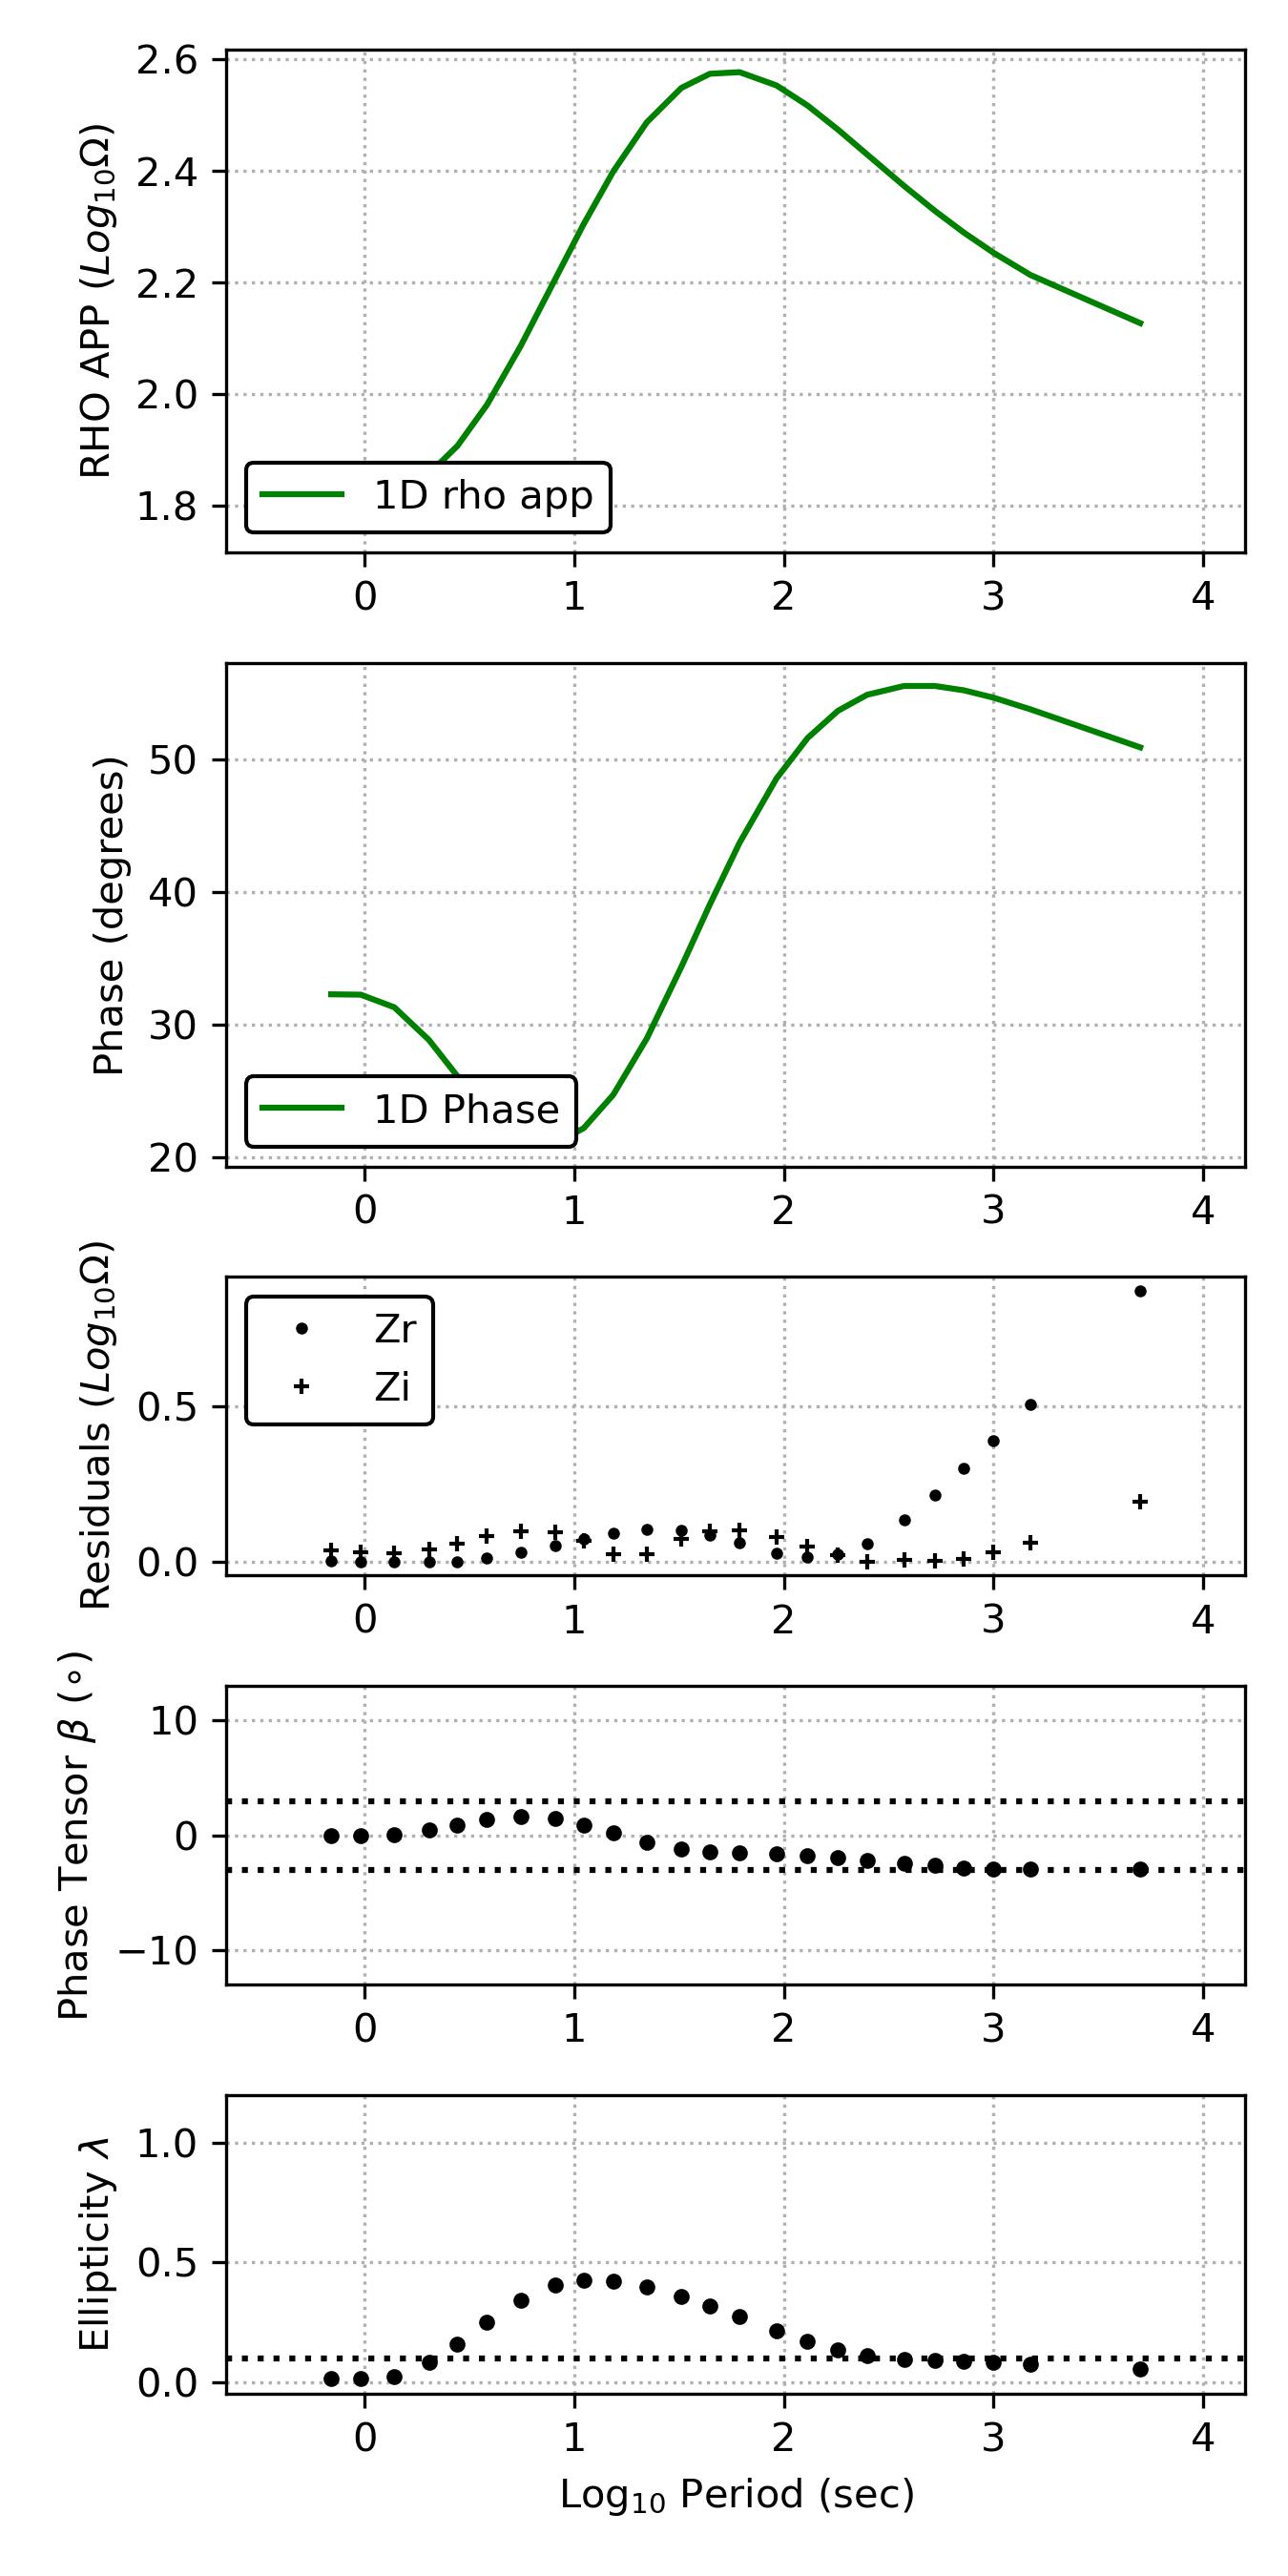 RHO APP (Log₁₀Ω)
2.6
2.4
2.2
2.0
1.8
1D rho app
0 1 2 3 4
Phase (degrees)
50
40
30
20
1D Phase
0 1 2 3 4
Residuals (Log₁₀Ω)
Zr
Zi
0.5
0.0
0 1 2 3 4
Phase Tensor β (∘)
10
0
−10
0 1 2 3 4
Ellipticity λ
1.0
0.5
0.0
0 1 2 3 4
Log₁₀ Period (sec)